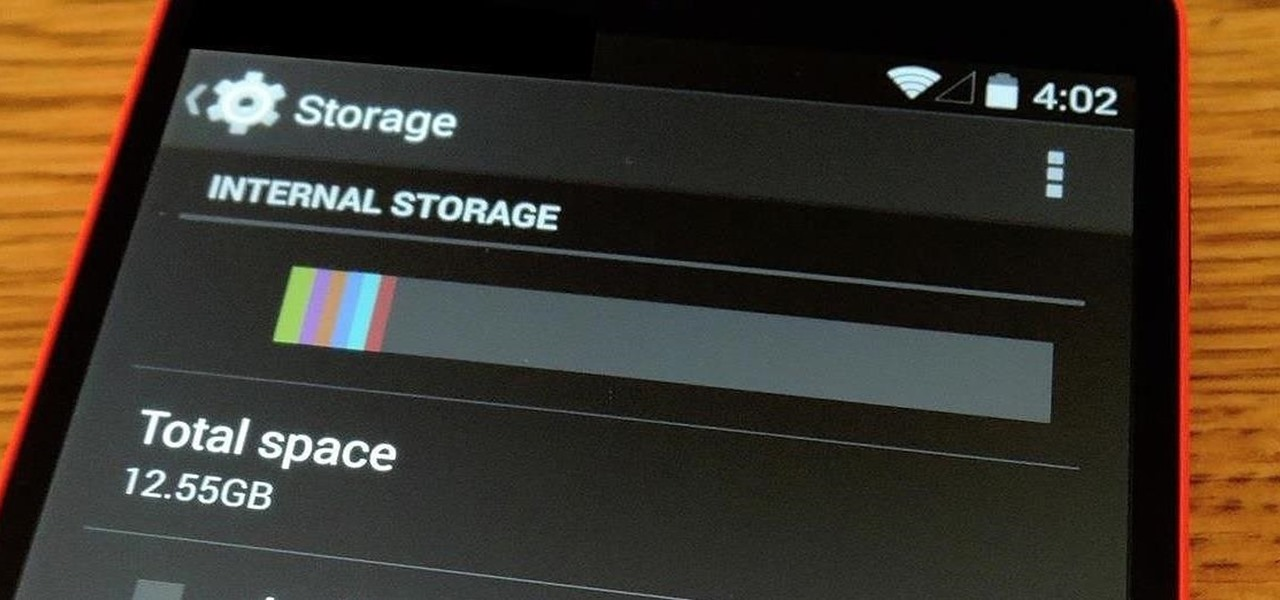 4:02
Storage
INTERNAL STORAGE
Total space
12.55GB